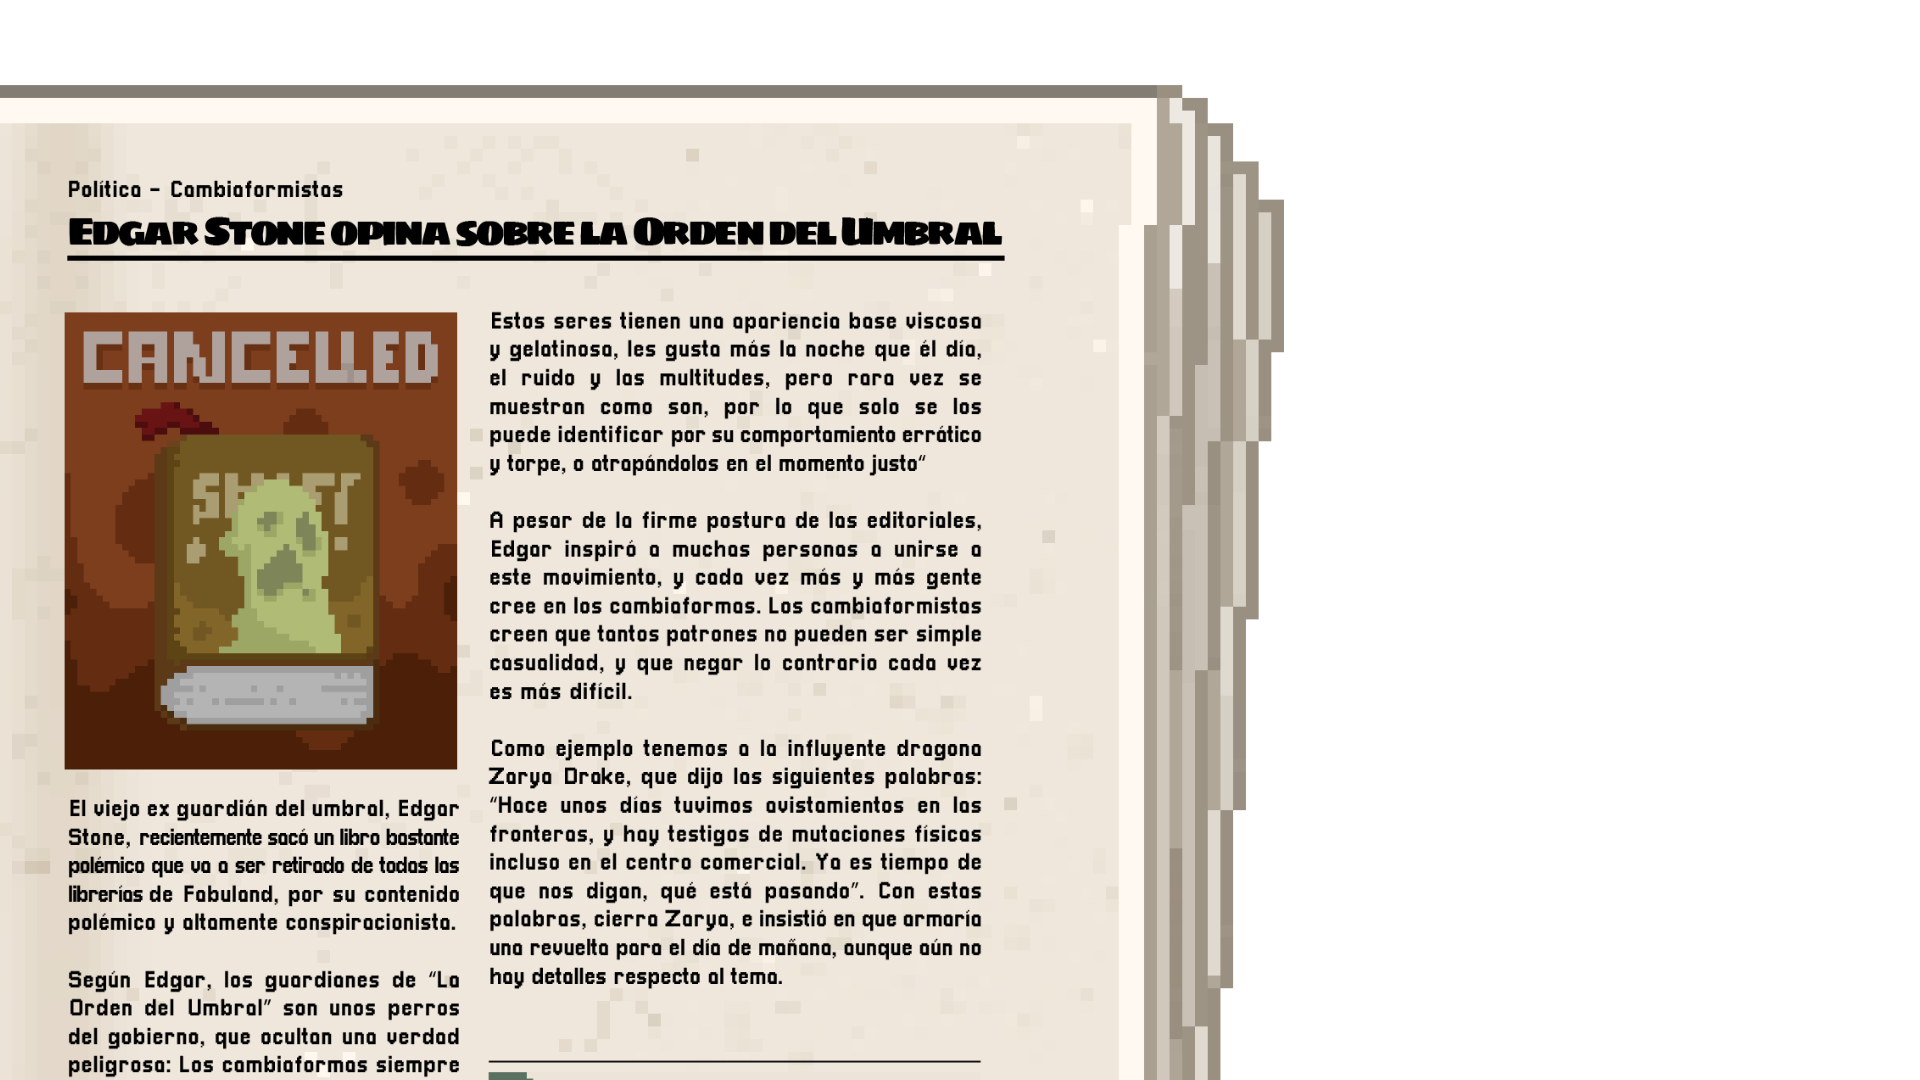 Política - Cambiaformistas
Edgar Stone opina sobre la Orden del Umbral
CANCELLED
El viejo ex guardián del umbral, Edgar
Stone, recientemente sacó un libro bastante
polémico que va a ser retirado de todas las
librerías de Fabuland, por su contenido
polémico y altamente conspiracionista.
Según Edgar, los guardianes de “La
Orden del Umbral” son unos perros
del gobierno, que ocultan una verdad
peligrosa: Los cambiaformas siempre
Estos seres tienen una apariencia base viscosa
y gelatinosa, les gusta más la noche que él día,
el ruido y las multitudes, pero rara vez se
muestran como son, por lo que solo se los
puede identificar por su comportamiento errático
y torpe, o atrapándolos en el momento justo“
A pesar de la firme postura de las editoriales,
Edgar inspiró a muchas personas a unirse a
este movimiento, y cada vez más y más gente
cree en los cambiaformas. Los cambiaformistas
creen que tantos patrones no pueden ser simple
casualidad, y que negar lo contrario cada vez
es más difícil.
Como ejemplo tenemos a la influyente dragona
Zarya Drake, que dijo las siguientes palabras:
“Hace unos días tuvimos avistamientos en las
fronteras, y hay testigos de mutaciones físicas
incluso en el centro comercial. Ya es tiempo de
que nos digan, qué está pasando”. Con estas
palabras, cierra Zarya, e insistió en que armaría
una revuelta para el día de mañana, aunque aún no
hay detalles respecto al tema.